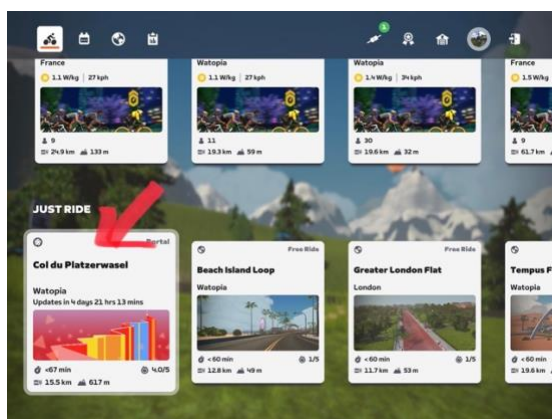 1
France
1.1 W/kg | 27 kph
9
24.9 km 133 m
Watopia
1.1 W/kg | 27 kph
11
19.3 km 59 m
Watopia
1.4 W/kg | 34 kph
30
19.6 km 32 m
France
1.5 W/kg
9
61.7 km
JUST RIDE
Portal
Col du Platzerwasel
Watopia
Updates in 4 days 21 hrs 13 mins
<67 min 4.0/5
15.5 km 617 m
Free Ride
Beach Island Loop
Watopia
<60 min 1/5
12.8 km 49 m
Free Ride
Greater London Flat
London
<60 min 1/5
11.7 km 53 m
Tempus F
Watopia
<60 min
19.6 km